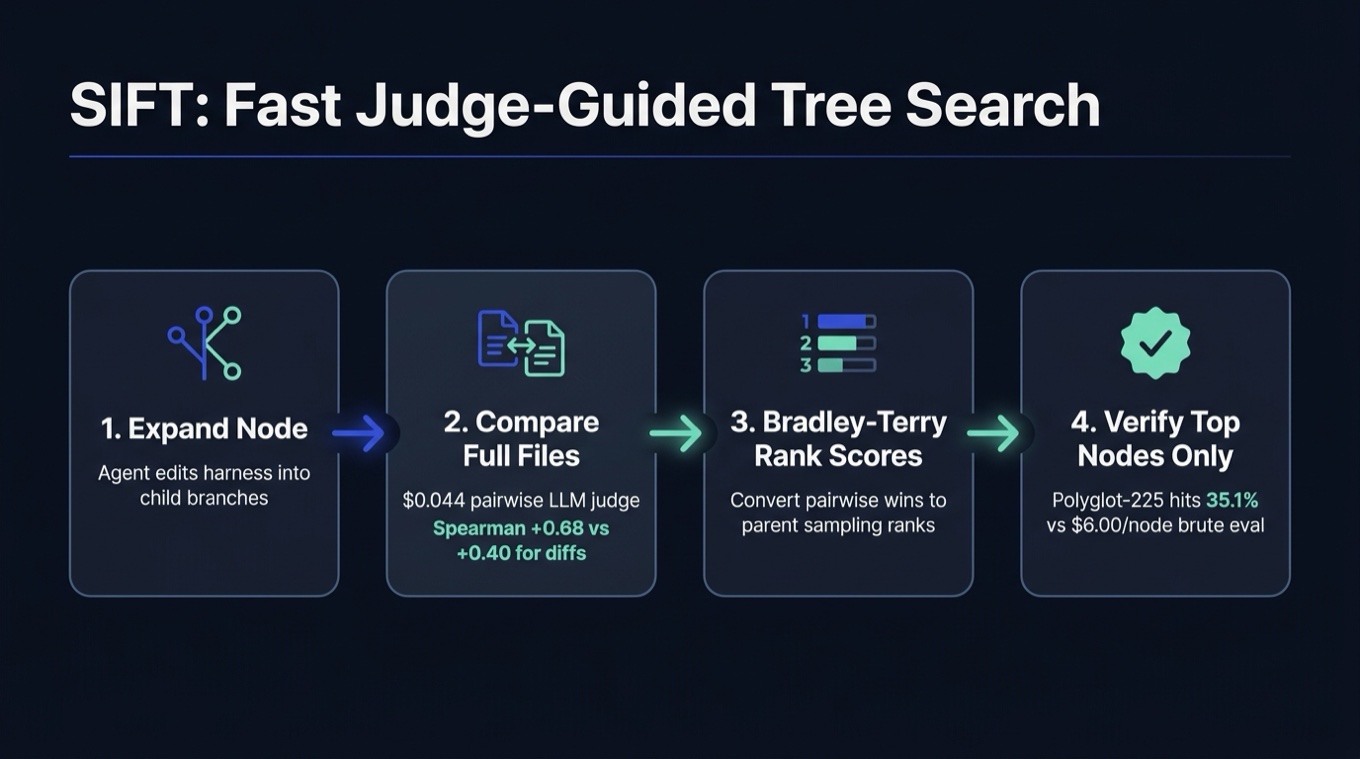 SIFT: Fast Judge-Guided Tree Search
1. Expand Node
Agent edits harness into
child branches
2. Compare
Full Files
$0.044 pairwise LLM judge
Spearman +0.68 vs
+0.40 for diffs
1
2
3
3. Bradley-Terry
Rank Scores
Convert pairwise wins to
parent sampling ranks
4. Verify Top
Nodes Only
Polyglot-225 hits 35.1%
vs $6.00/node brute eval